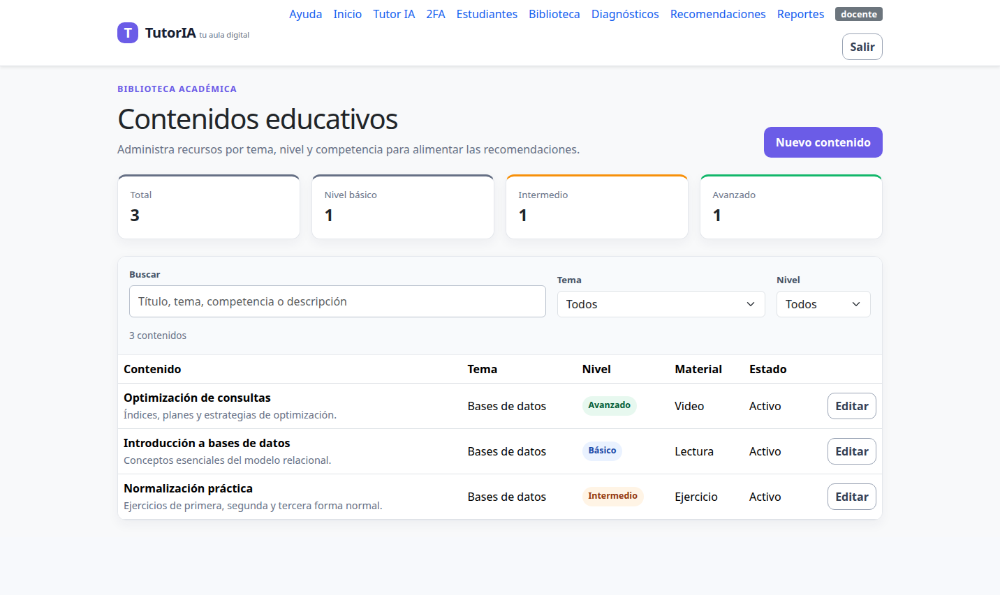 T TutorIA tu aula digital
Ayuda Inicio Tutor IA 2FA Estudiantes Biblioteca Diagnósticos Recomendaciones Reportes docente
Salir
BIBLIOTECA ACADÉMICA
Contenidos educativos
Administra recursos por tema, nivel y competencia para alimentar las recomendaciones.
Nuevo contenido
Total
3
Nivel básico
1
Intermedio
1
Avanzado
1
Buscar
Título, tema, competencia o descripción
Tema
Todos
Nivel
Todos
3 contenidos
Contenido Tema Nivel Material Estado
Optimización de consultas
Índices, planes y estrategias de optimización.
Bases de datos Avanzado Video Activo Editar
Introducción a bases de datos
Conceptos esenciales del modelo relacional.
Bases de datos Básico Lectura Activo Editar
Normalización práctica
Ejercicios de primera, segunda y tercera forma normal.
Bases de datos Intermedio Ejercicio Activo Editar